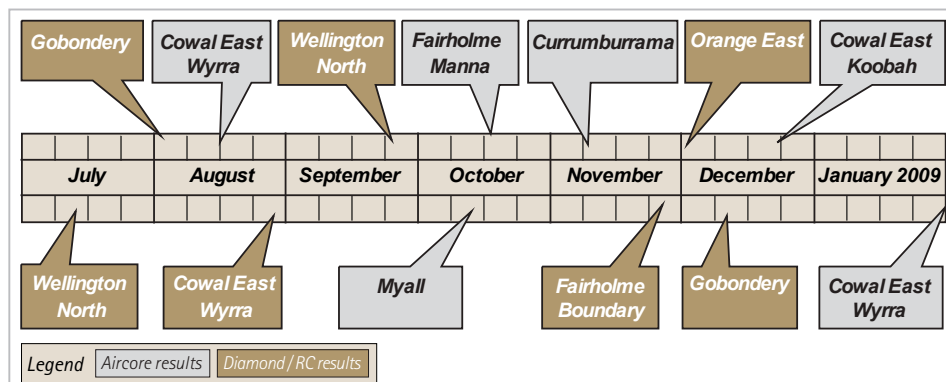 Gobondery
Cowal East
Wyrra
Wellington
North
Fairholme
Manna
Currumburrama
Orange East
Cowal East
Koobah
July
August
September
October
November
December
January 2009
Wellington
North
Cowal East
Wyrra
Myall
Fairholme
Boundary
Gobondery
Cowal East
Wyrra
Legend Aircore results Diamond / RC results